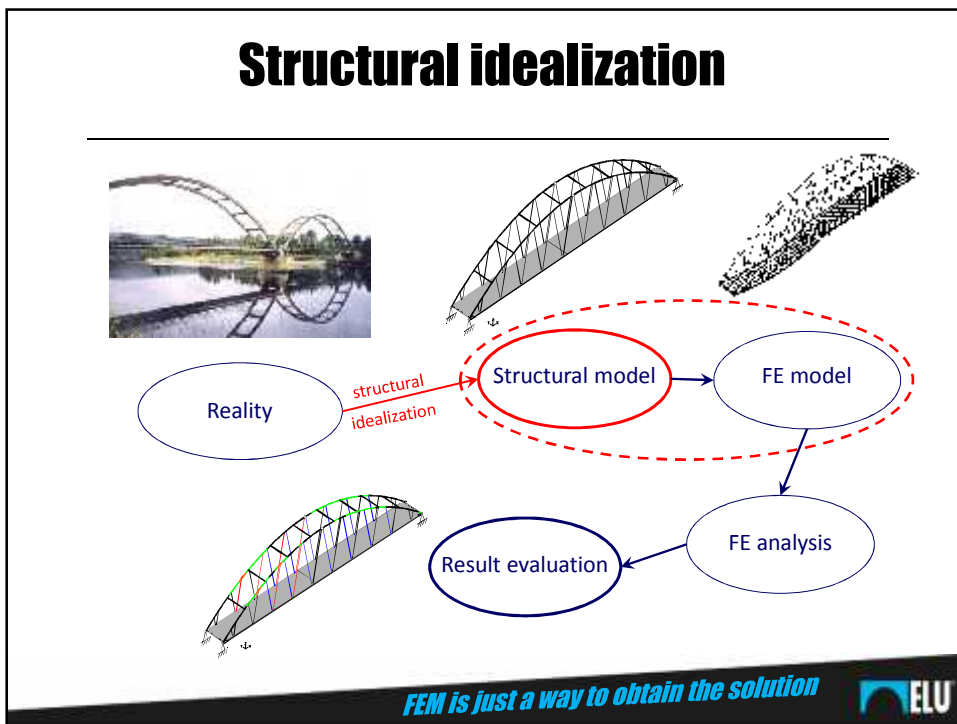 Structural idealization
Structural model
FE model
structural
Reality
idealization
FE analysis
Result evaluation
FEM is just a way to obtain the solution
ELU